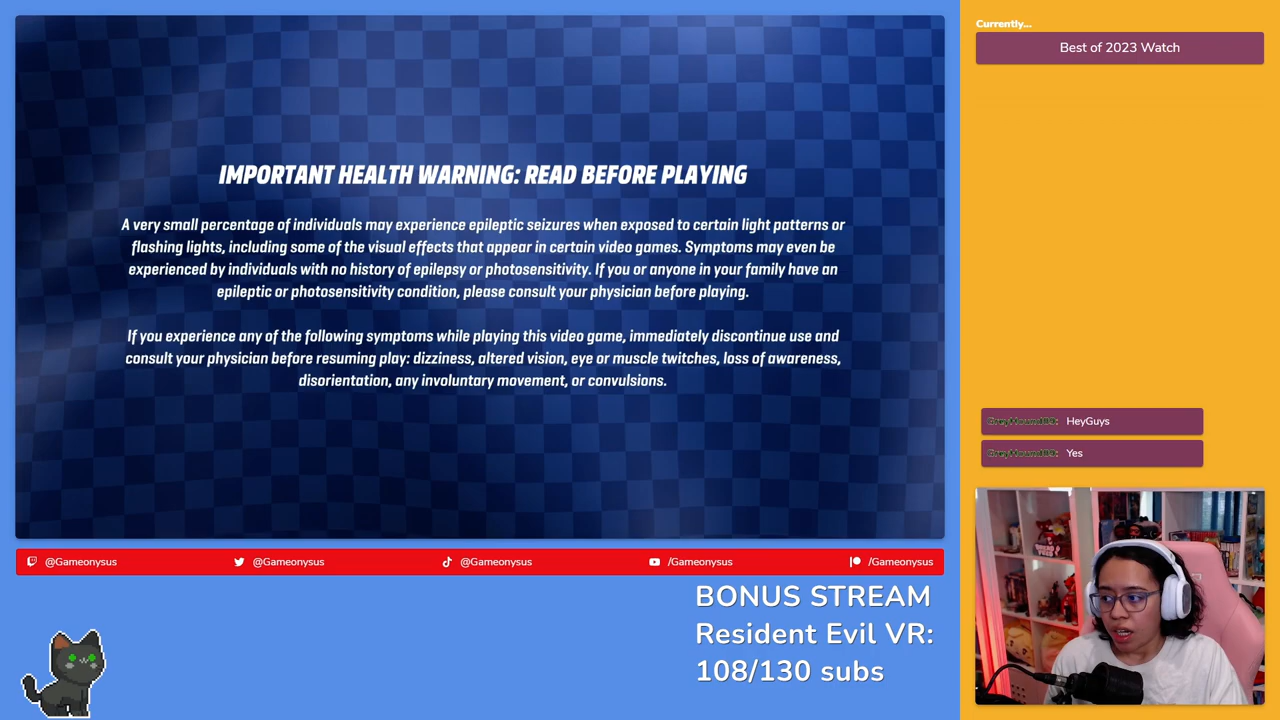 Currently...
Best of 2023 Watch
IMPORTANT HEALTH WARNING: READ BEFORE PLAYING
A very small percentage of individuals may experience epileptic seizures when exposed to certain light patterns or
flashing lights, including some of the visual effects that appear in certain video games. Symptoms may even be
experienced by individuals with no history of epilepsy or photosensitivity. If you or anyone in your family have an
epileptic or photosensitivity condition, please consult your physician before playing.
If you experience any of the following symptoms while playing this video game, immediately discontinue use and
consult your physician before resuming play: dizziness, altered vision, eye or muscle twitches, loss of awareness,
disorientation, any involuntary movement, or convulsions.
GreyHound09: HeyGuys
GreyHound09: Yes
@Gameonysus @Gameonysus @Gameonysus /Gameonysus /Gameonysus
BONUS STREAM
Resident Evil VR:
108/130 subs